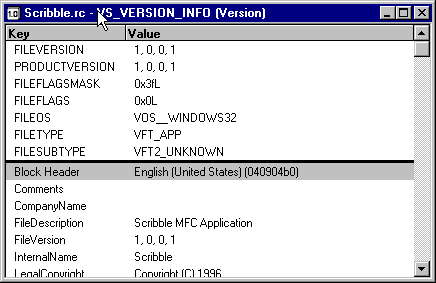 Scribble.rc - VS_VERSION_INFO (Version)
Key Value
FILEVERSION 1, 0, 0, 1
PRODUCTVERSION 1, 0, 0, 1
FILEFLAGSMASK 0x3fL
FILEFLAGS 0x0L
FILEOS VOS__WINDOWS32
FILETYPE VFT_APP
FILESUBTYPE VFT2_UNKNOWN
Block Header English (United States) (040904b0)
Comments
CompanyName
FileDescription Scribble MFC Application
FileVersion 1, 0, 0, 1
InternalName Scribble
LegalCopyright Copyright (C) 1996